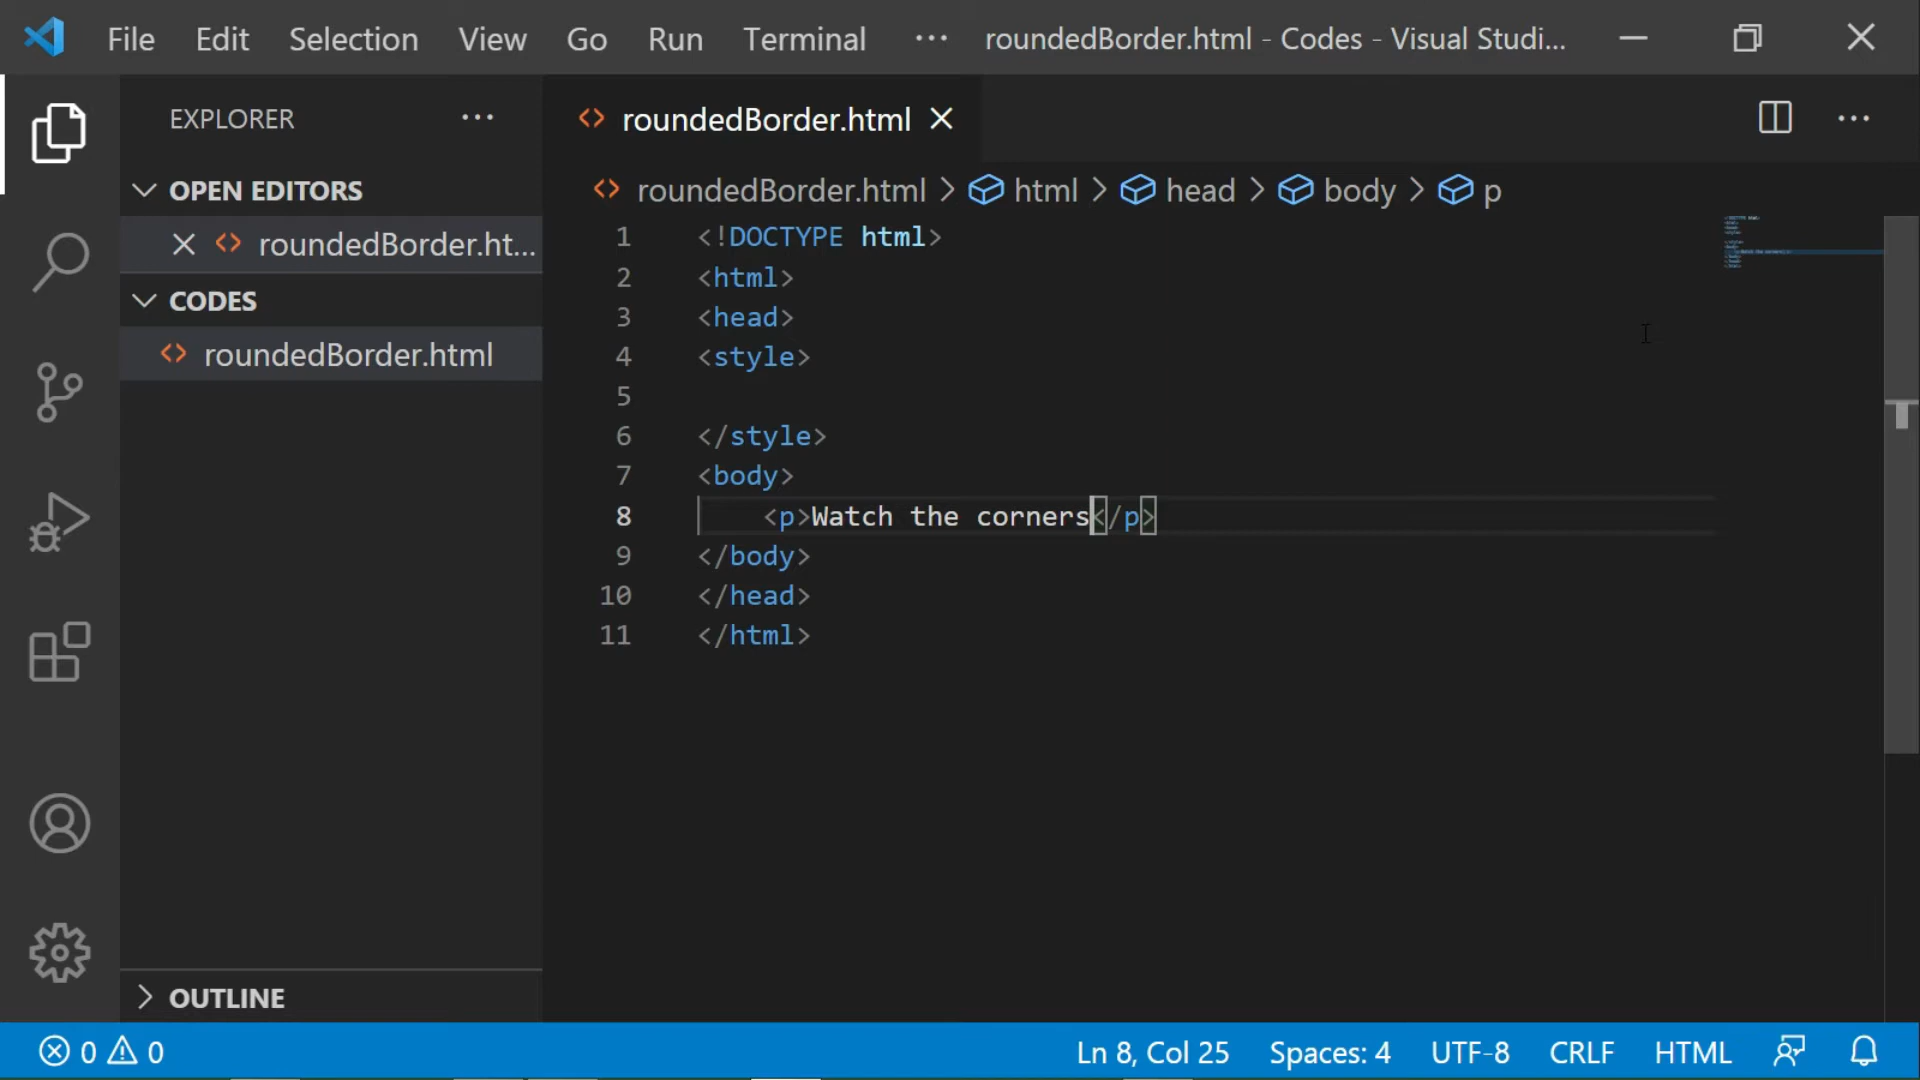 File Edit Selection View Go Run Terminal ··· roundedBorder.html - Codes - Visual Studi...
EXPLORER ···
roundedBorder.html
OPEN EDITORS
roundedBorder.html > html > head > body > p
roundedBorder.ht...
CODES
roundedBorder.html
1 <!DOCTYPE html>
2 <html>
3 <head>
4 <style>
5
6 </style>
7 <body>
8 <p>Watch the corners</p>
9 </body>
10 </head>
11 </html>
OUTLINE
0 0 Ln 8, Col 25 Spaces: 4 UTF-8 CRLF HTML